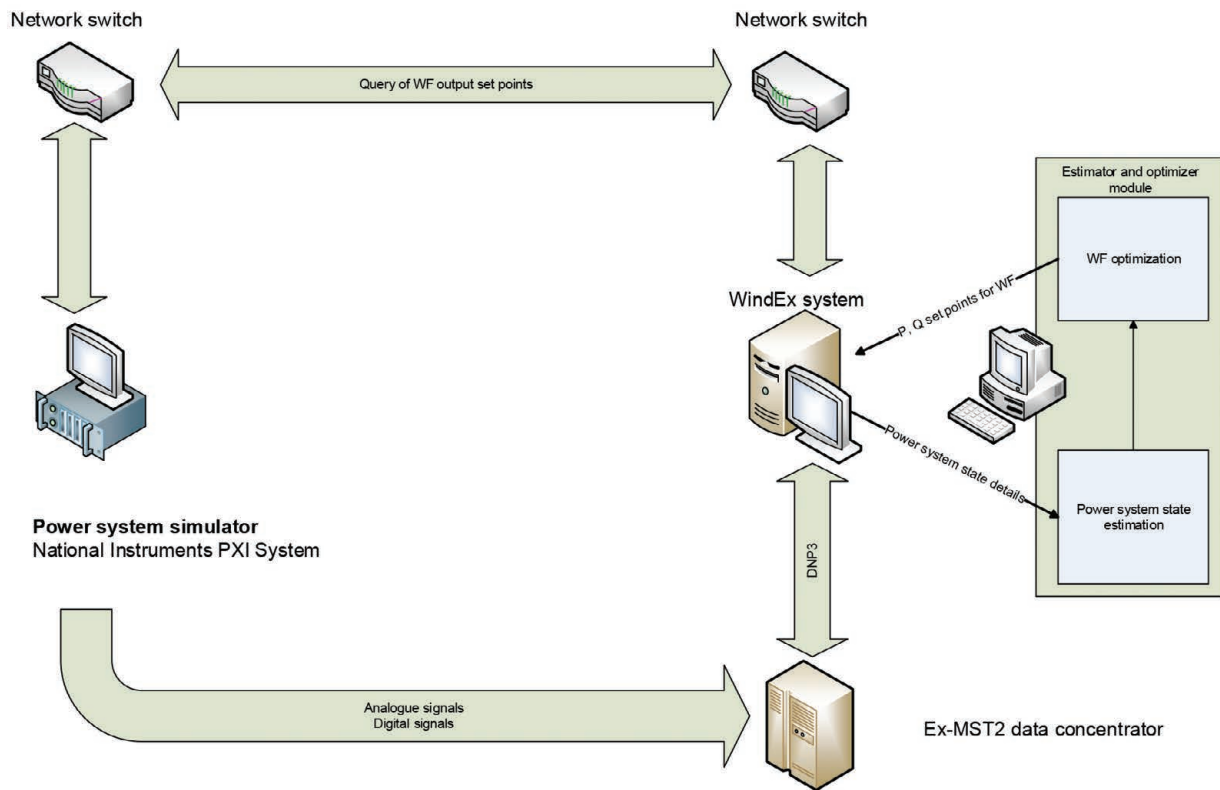 Network switch
Network switch
Query of WF output set points
Estimator and optimizer
module
WF optimization
WindEx system
P, Q set points for WF
Power system state details
Power system state
estimation
Power system simulator
National Instruments PXI System
DNP3
Analogue signals
Digital signals
Ex-MST2 data concentrator